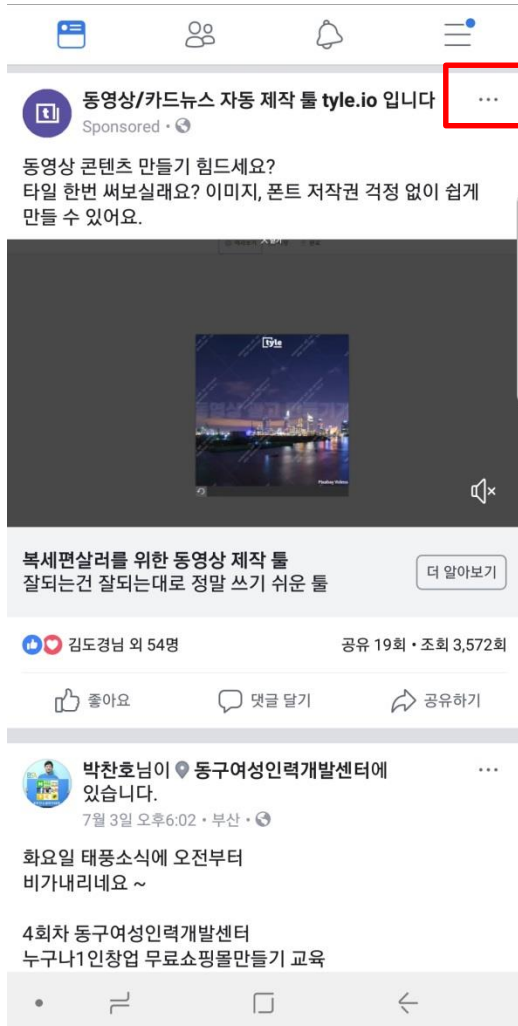 동영상/카드뉴스 자동 제작 툴 tyle.io 입니다
Sponsored
동영상 콘텐츠 만들기 힘드세요?
타일 한번 써보실래요? 이미지, 폰트 저작권 걱정 없이 쉽게
만들 수 있어요.
tyle
동영상 넣고 만들기
Pixabay Videos
복세편살러를 위한 동영상 제작 툴
잘되는건 잘되는대로 정말 쓰기 쉬운 툴
더 알아보기
김도경님 외 54명 공유 19회 • 조회 3,572회
좋아요 댓글 달기 공유하기
박찬호님이 동구여성인력개발센터에
있습니다.
7월 3일 오후6:02 • 부산
화요일 태풍소식에 오전부터
비가내리네요 ~
4회차 동구여성인력개발센터
누구나1인창업 무료쇼핑몰만들기 교육